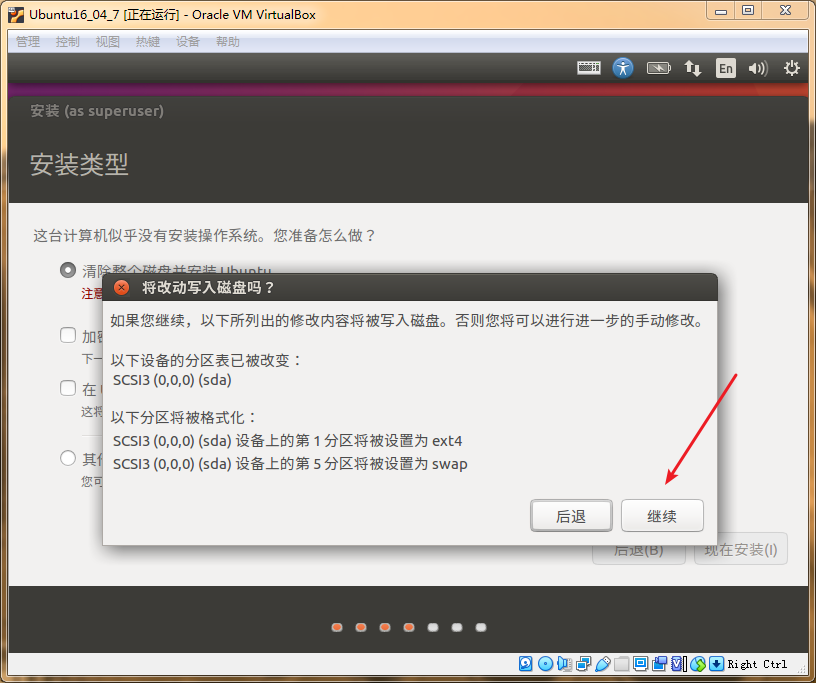 Ubuntu16_04_7 [正在运行] - Oracle VM VirtualBox
管理 控制 视图 热键 设备 帮助
En
安装 (as superuser)
安装类型
这台计算机似乎没有安装操作系统。您准备怎么做？
清除整个磁盘并安装 Ubuntu
注意
将改动写入磁盘吗？
如果您继续，以下所列出的修改内容将被写入磁盘。否则您将可以进行进一步的手动修改。
加密
下一
以下设备的分区表已被改变：
SCSI3 (0,0,0) (sda)
在
这将
以下分区将被格式化：
SCSI3 (0,0,0) (sda) 设备上的第 1 分区将被设置为 ext4
其他
SCSI3 (0,0,0) (sda) 设备上的第 5 分区将被设置为 swap
您可
后退 继续
后退(B) 现在安装(I)
Right Ctrl